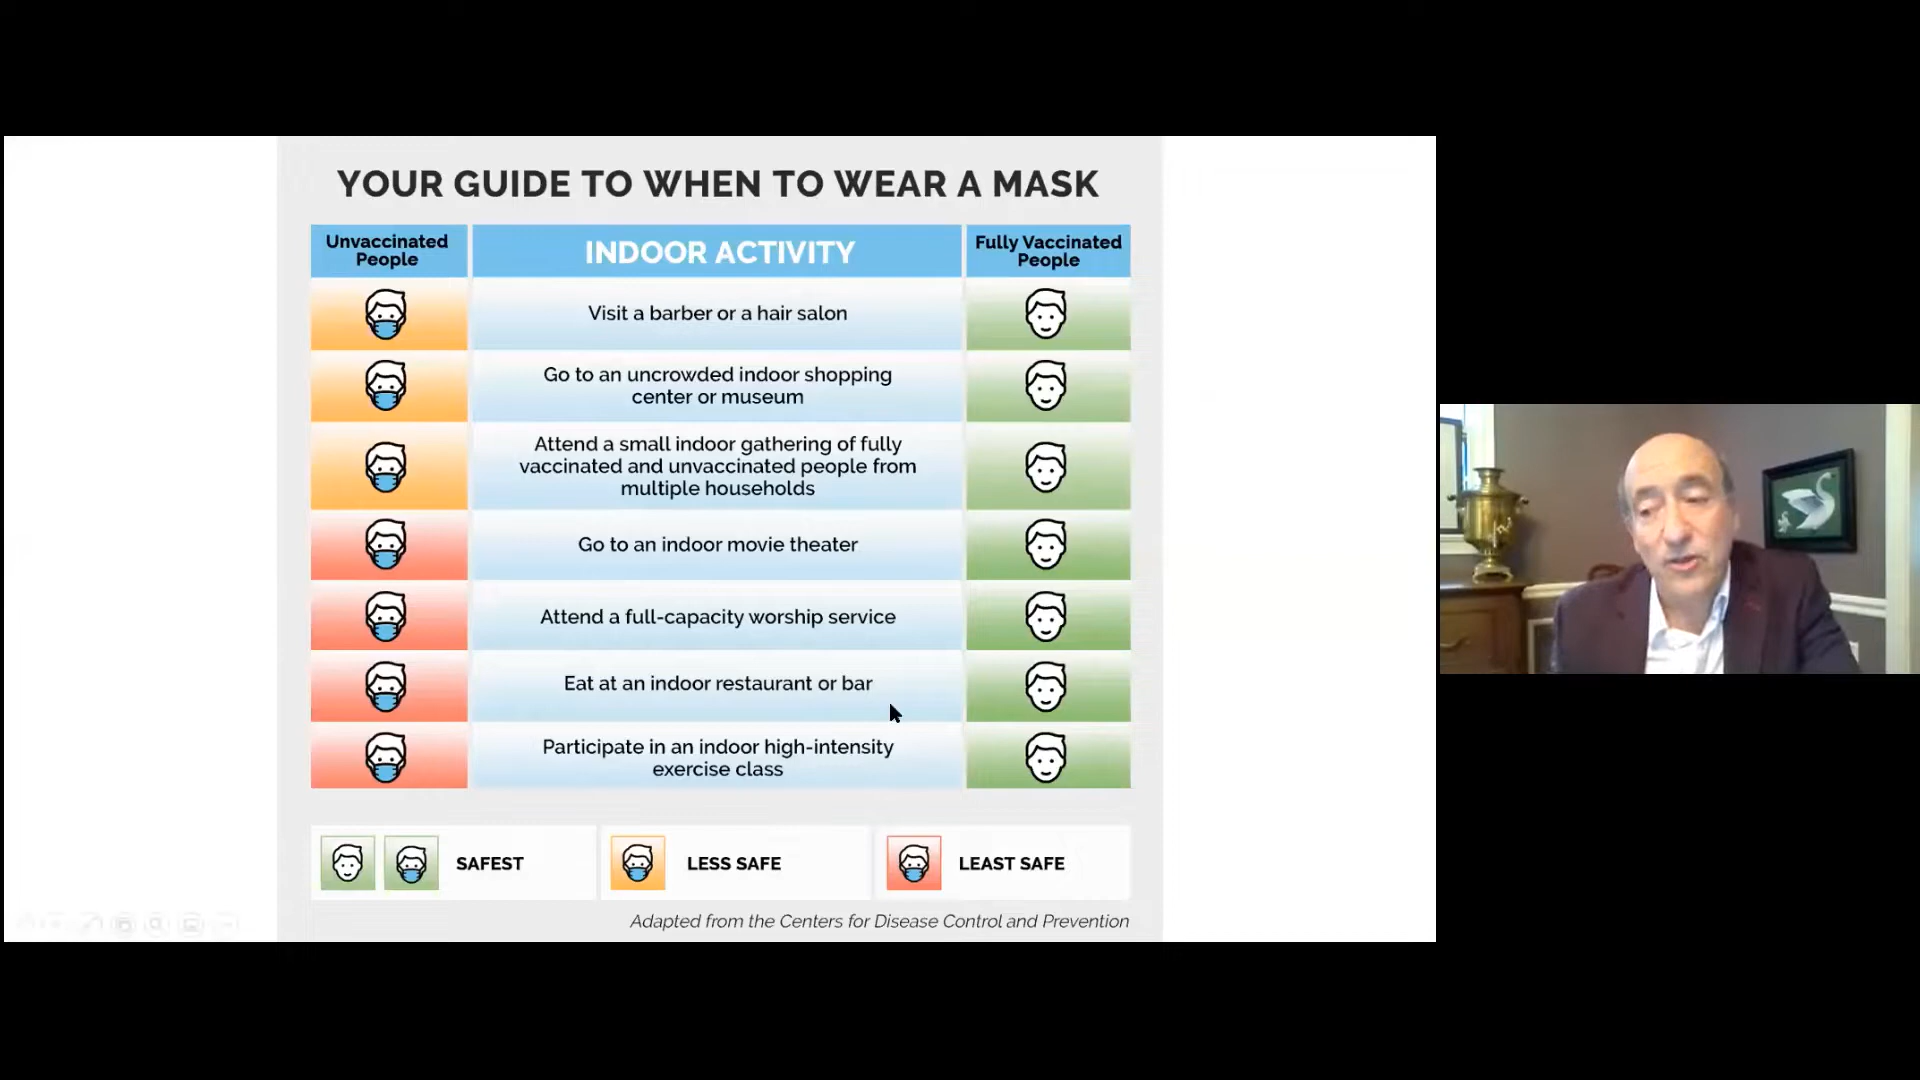 YOUR GUIDE TO WHEN TO WEAR A MASK
Unvaccinated
People
INDOOR ACTIVITY
Fully Vaccinated
People
Visit a barber or a hair salon
Go to an uncrowded indoor shopping
center or museum
Attend a small indoor gathering of fully
vaccinated and unvaccinated people from
multiple households
Go to an indoor movie theater
Attend a full-capacity worship service
Eat at an indoor restaurant or bar
Participate in an indoor high-intensity
exercise class
SAFEST
LESS SAFE
LEAST SAFE
Adapted from the Centers for Disease Control and Prevention